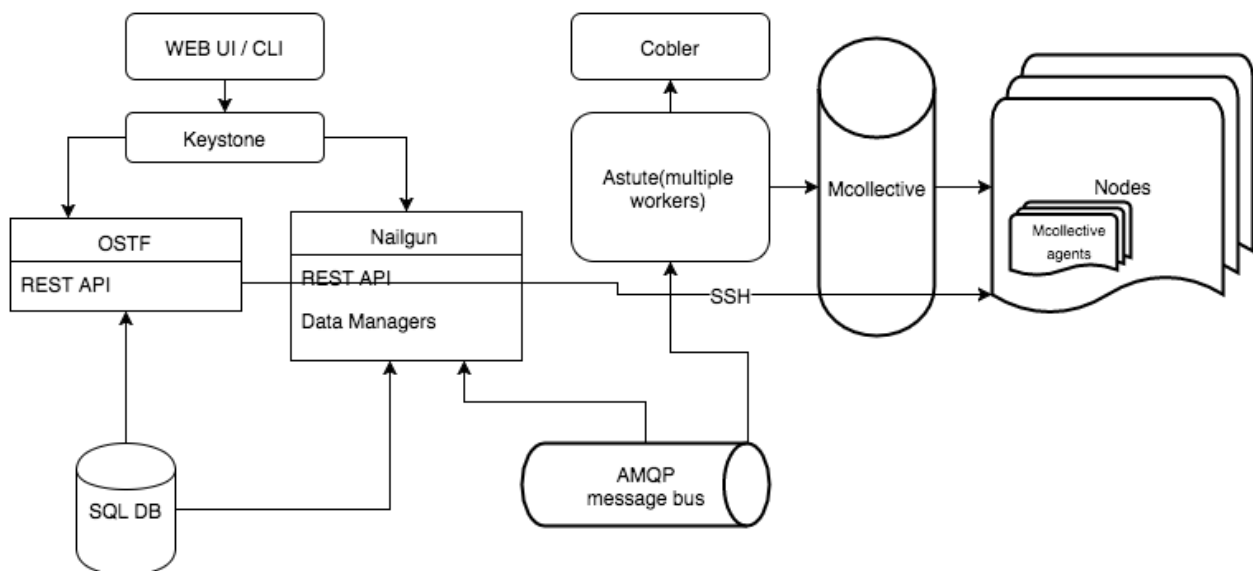 WEB UI / CLI
Cobler
Keystone
Astute(multiple
workers)
Mcollective
Nodes
Mcollective
agents
OSTF
REST API
Nailgun
REST API
Data Managers
SSH
SQL DB
AMQP
message bus